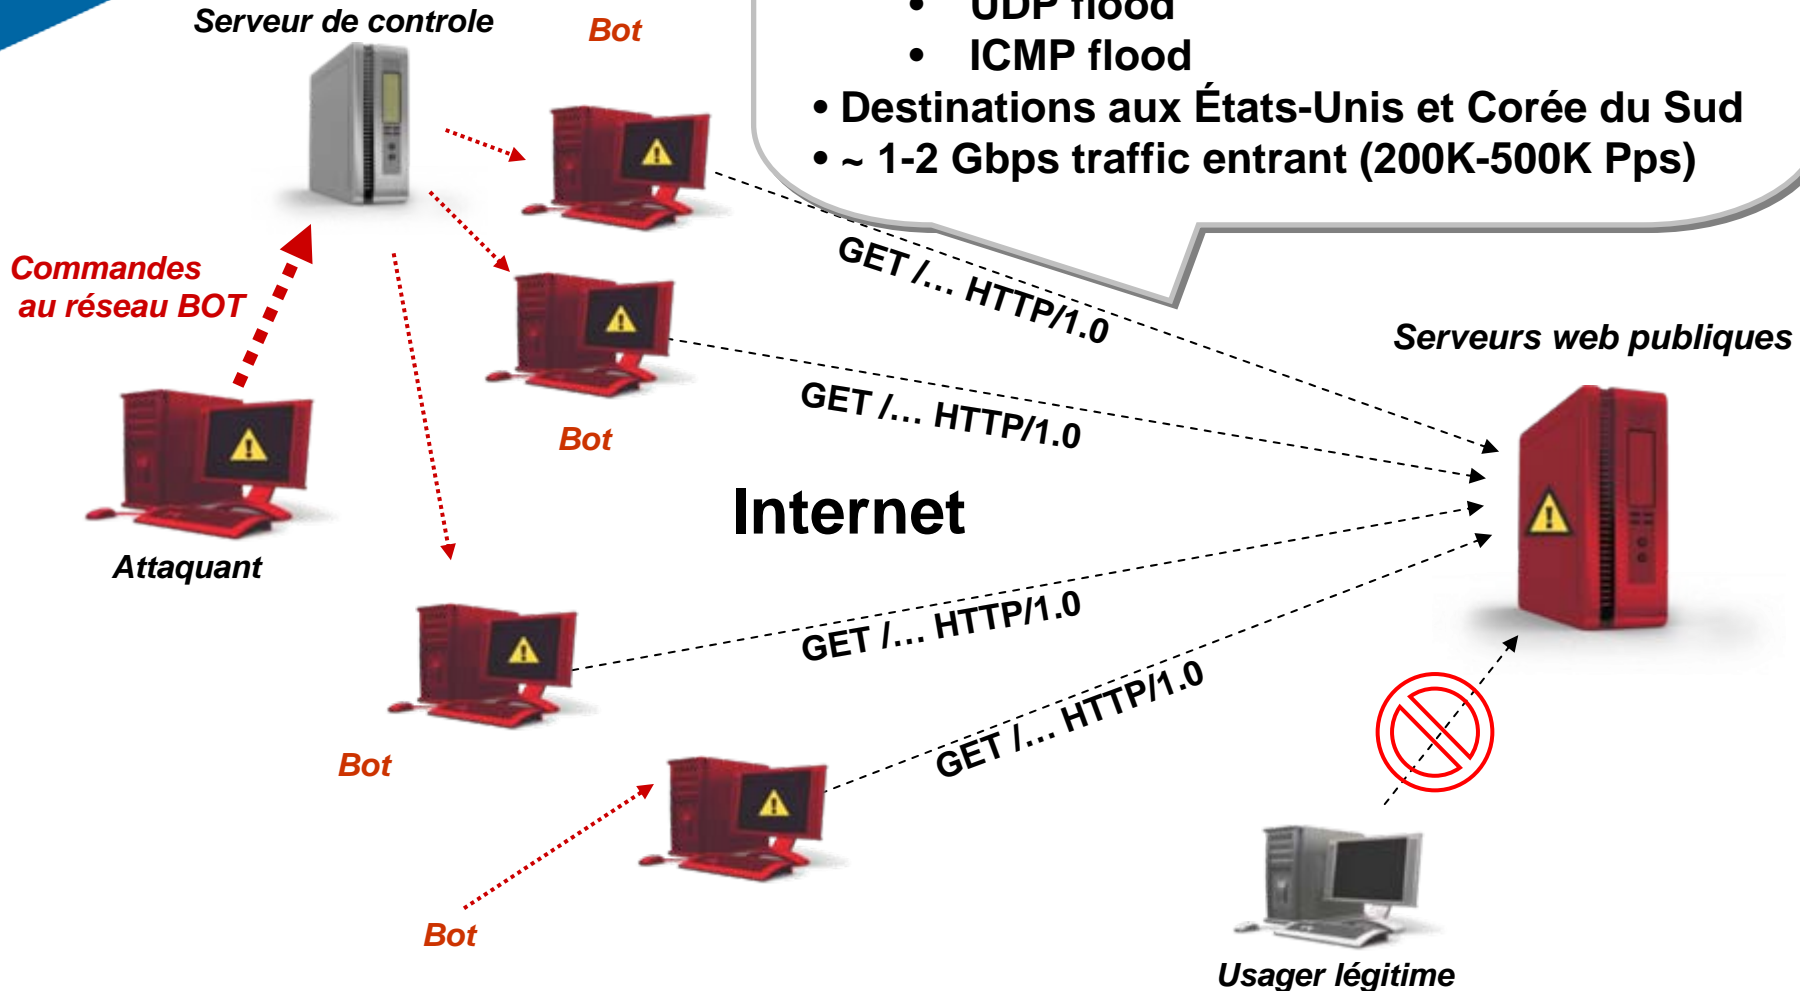 Serveur de controle
Bot
• UDP flood
• ICMP flood
• Destinations aux États-Unis et Corée du Sud
• ~ 1-2 Gbps traffic entrant (200K-500K Pps)
Commandes
au réseau BOT
GET /... HTTP/1.0
Serveurs web publiques
GET /... HTTP/1.0
Bot
Internet
Attaquant
GET /... HTTP/1.0
GET /... HTTP/1.0
Bot
Bot
Usager légitime